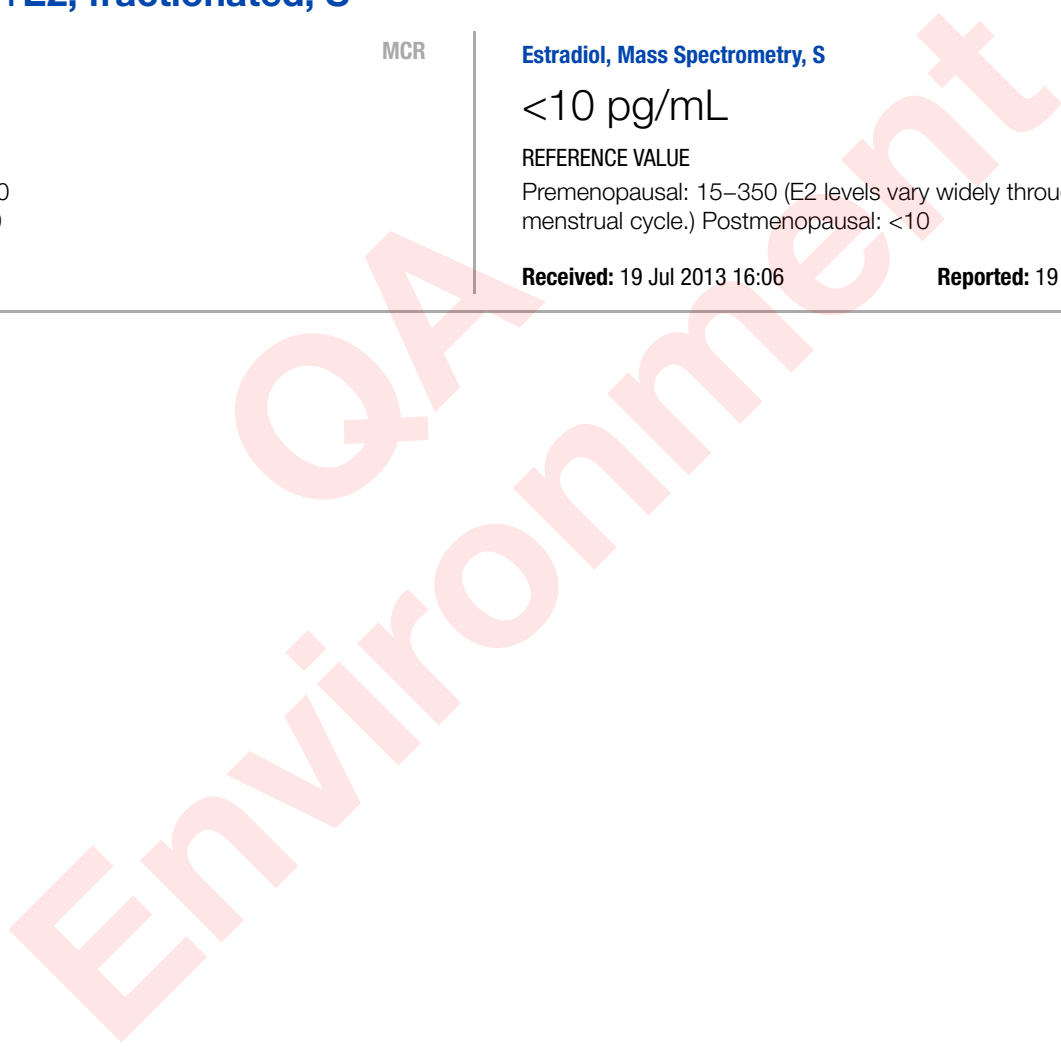 +E2, fractionated, S
MCR
Estradiol, Mass Spectrometry, S
<10 pg/mL
REFERENCE VALUE
Premenopausal: 15–350 (E2 levels vary widely
menstrual cycle.) Postmenopausal: <10
Received: 19 Jul 2013 16:06
Reported: 19
QA
Environment